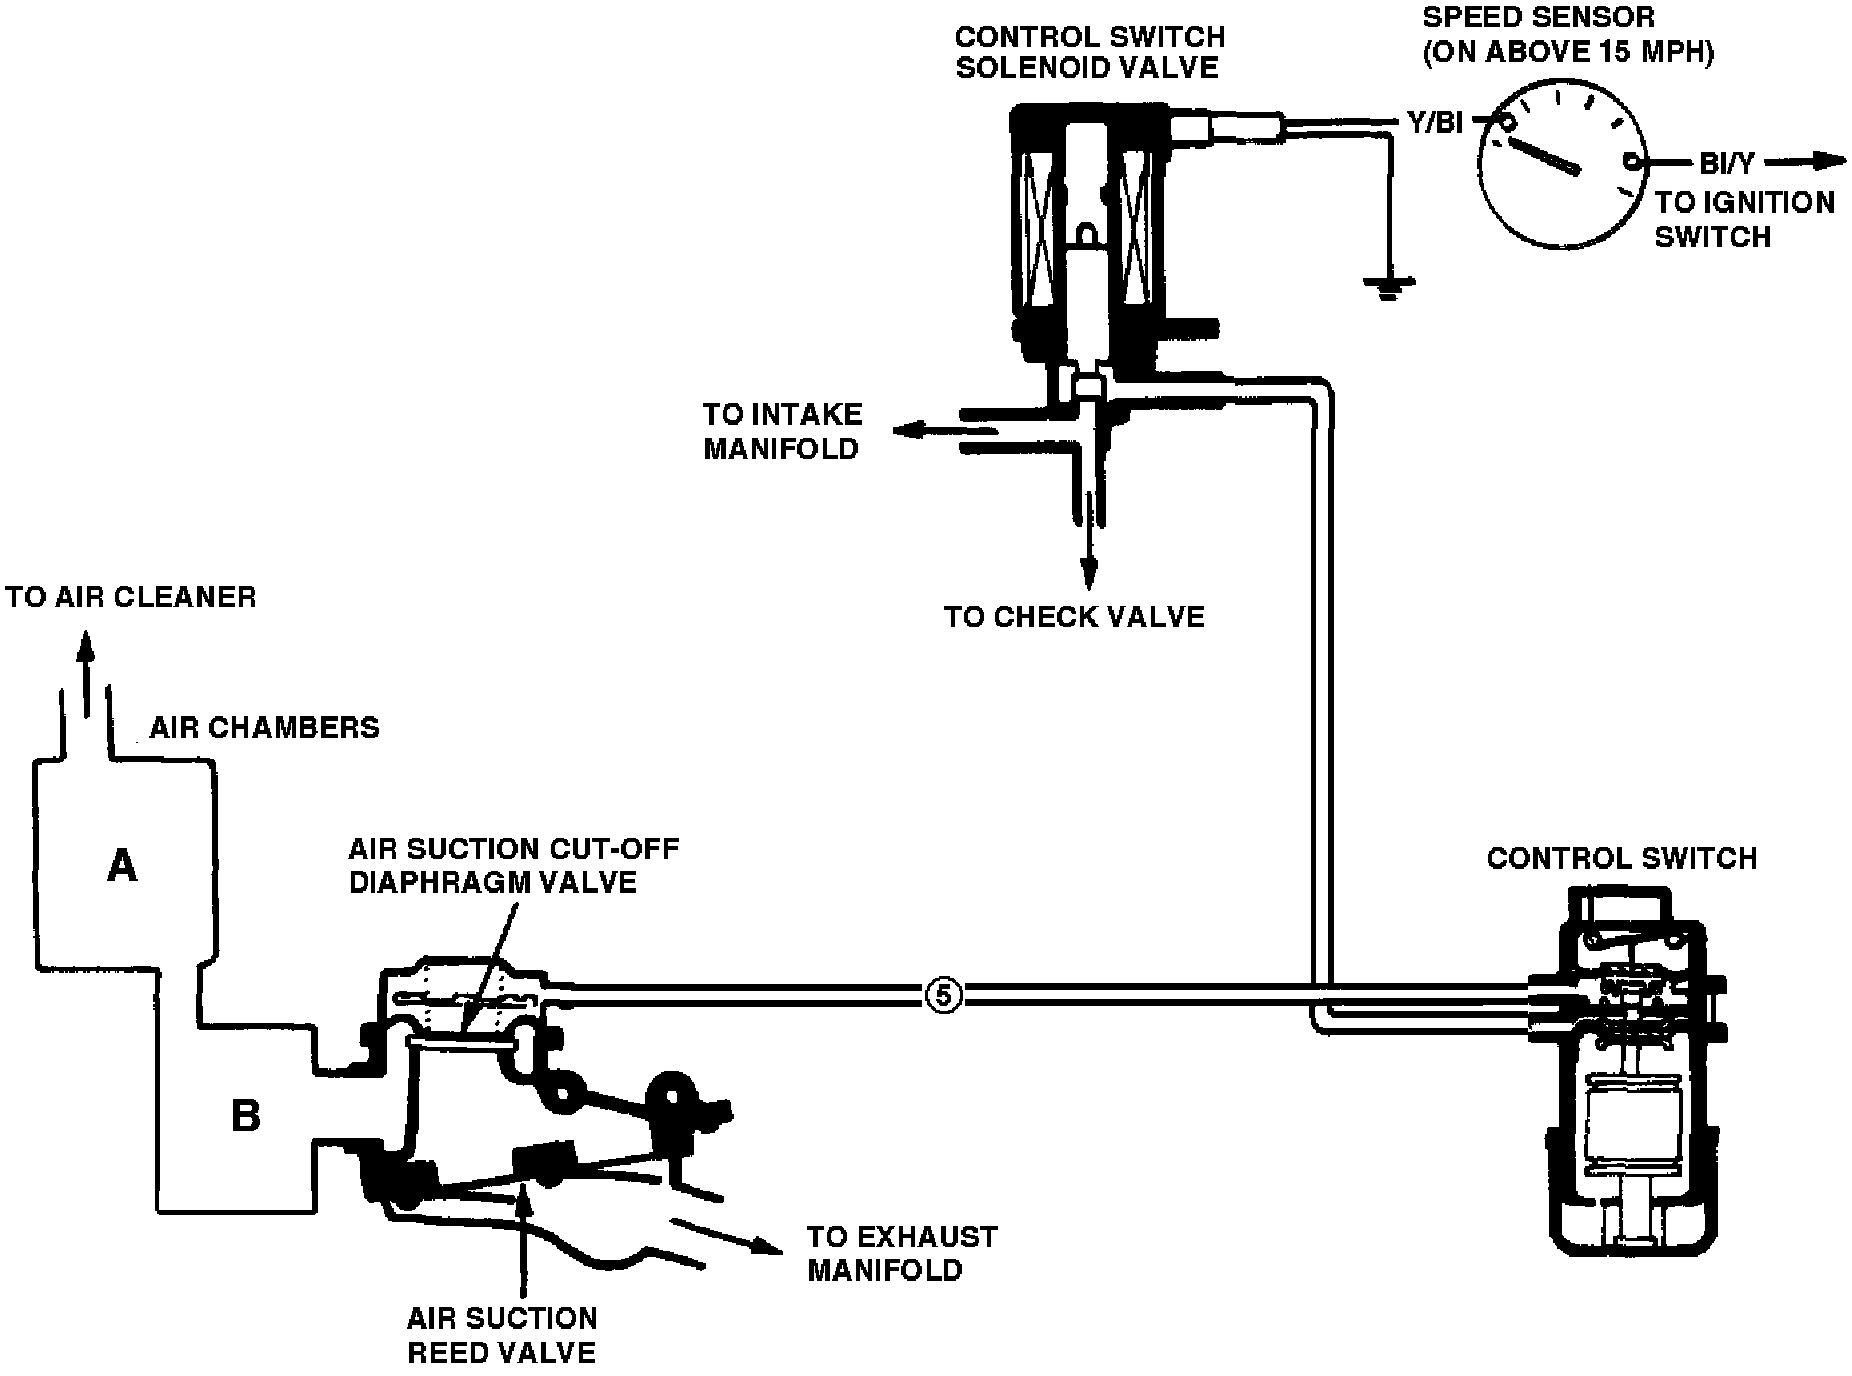 SPEED SENSOR
(ON ABOVE 15 MPH)
CONTROL SWITCH
SOLENOID VALVE
Y/BI
BI/Y
TO IGNITION
SWITCH
P
TO INTAKE
MANIFOLD
TO CHECK VALVE
TO AIR CLEANER
AIR CHAMBERS
A
AIR SUCTION CUT-OFF
DIAPHRAGM VALVE
CONTROL SWITCH
5
B
TO EXHAUST
MANIFOLD
AIR SUCTION
REED VALVE